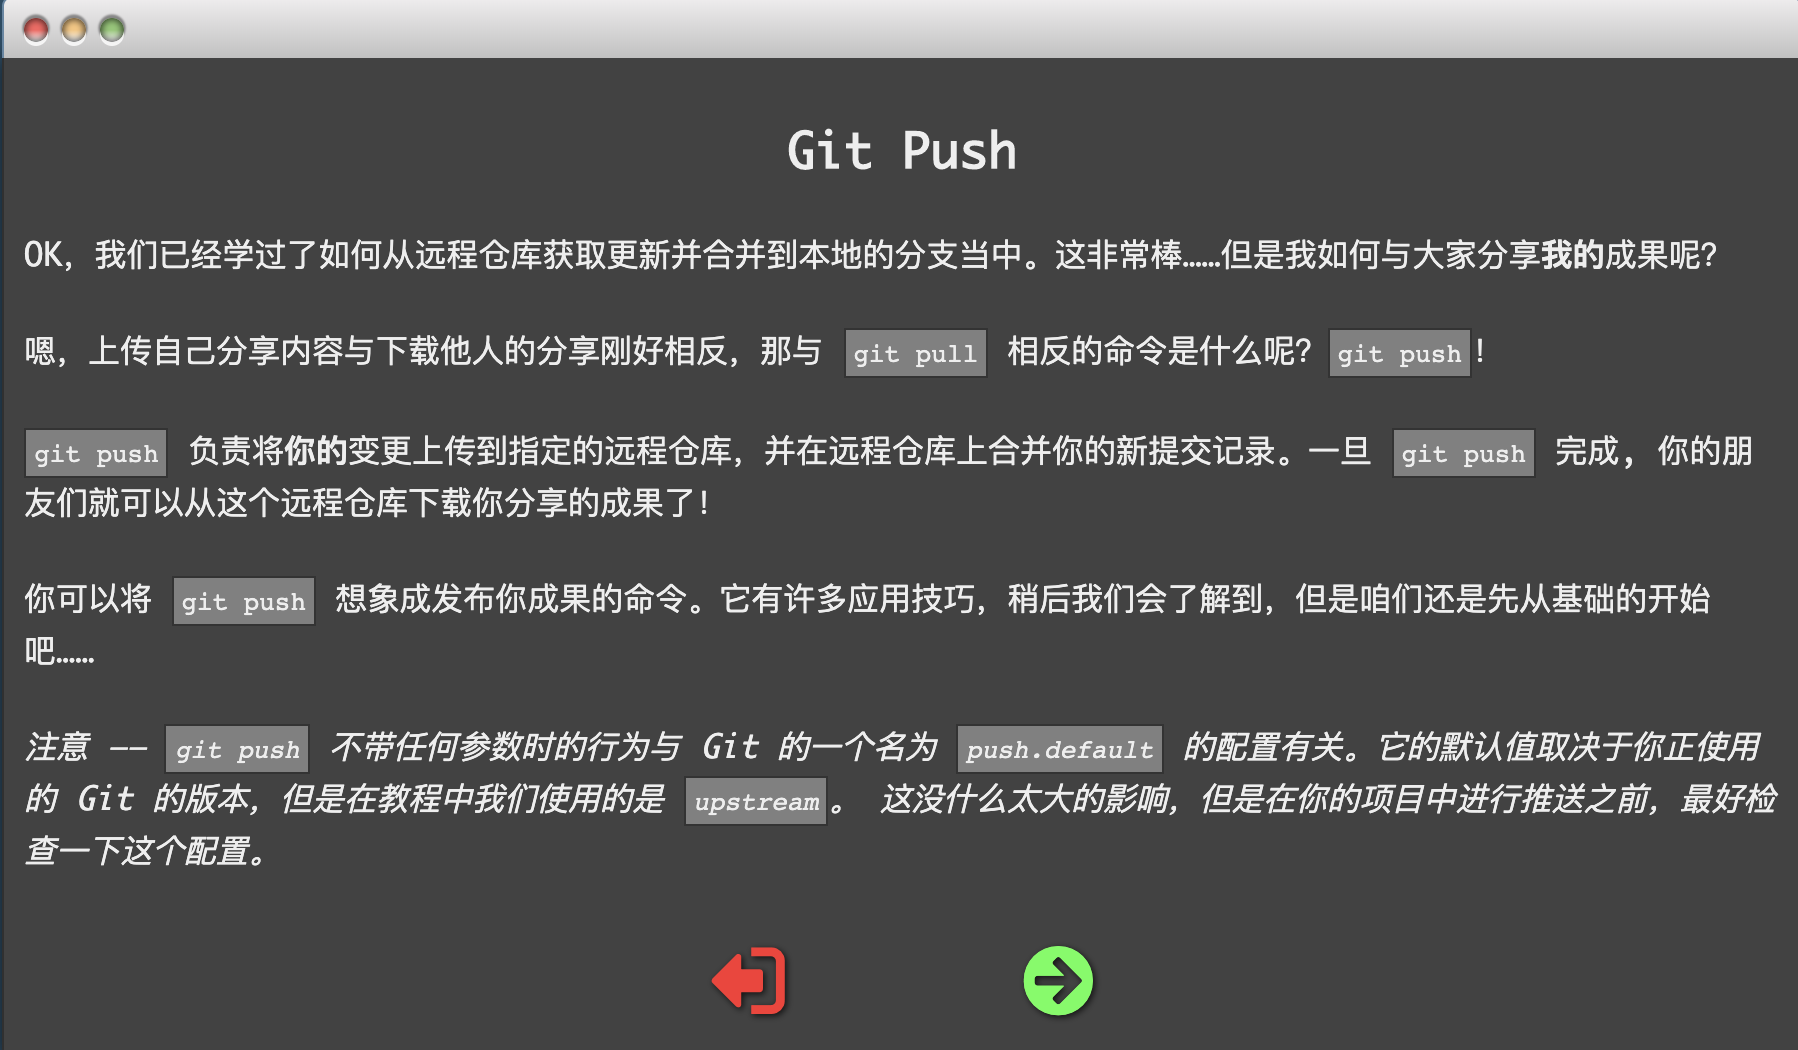 Git Push
OK，我们已经学过了如何从远程仓库获取更新并合并到本地的分支当中。这非常棒……但是我如何与大家分享我的成果呢？
嗯，上传自己分享内容与下载他人的分享刚好相反，那与 git pull 相反的命令是什么呢？git push！
git push 负责将你的变更上传到指定的远程仓库，并在远程仓库上合并你的新提交记录。一旦 git push 完成, 你的朋
友们就可以从这个远程仓库下载你分享的成果了！
你可以将 git push 想象成发布你成果的命令。它有许多应用技巧，稍后我们会了解到，但是咱们还是先从基础的开始
吧……
注意 —— git push 不带任何参数时的行为与 Git 的一个名为 push.default 的配置有关。它的默认值取决于你正使用
的 Git 的版本，但是在教程中我们使用的是 upstream。 这没什么太大的影响，但是在你的项目中进行推送之前，最好检
查一下这个配置。